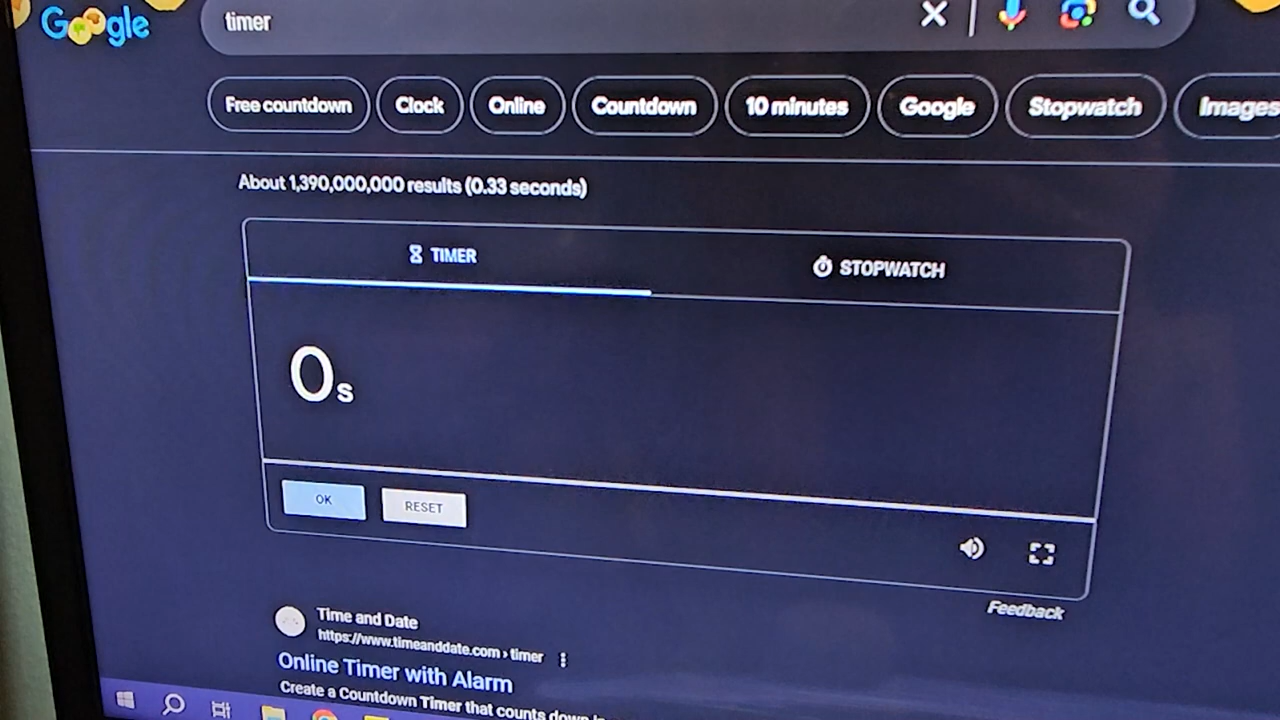 Google
timer
Free countdown Clock Online Countdown 10 minutes Google Stopwatch Images
About 1,390,000,000 results (0.33 seconds)
TIMER STOPWATCH
0s
OK RESET
Feedback
Time and Date
https://www.timeanddate.com › timer
Online Timer with Alarm
Create a Countdown Timer that counts down